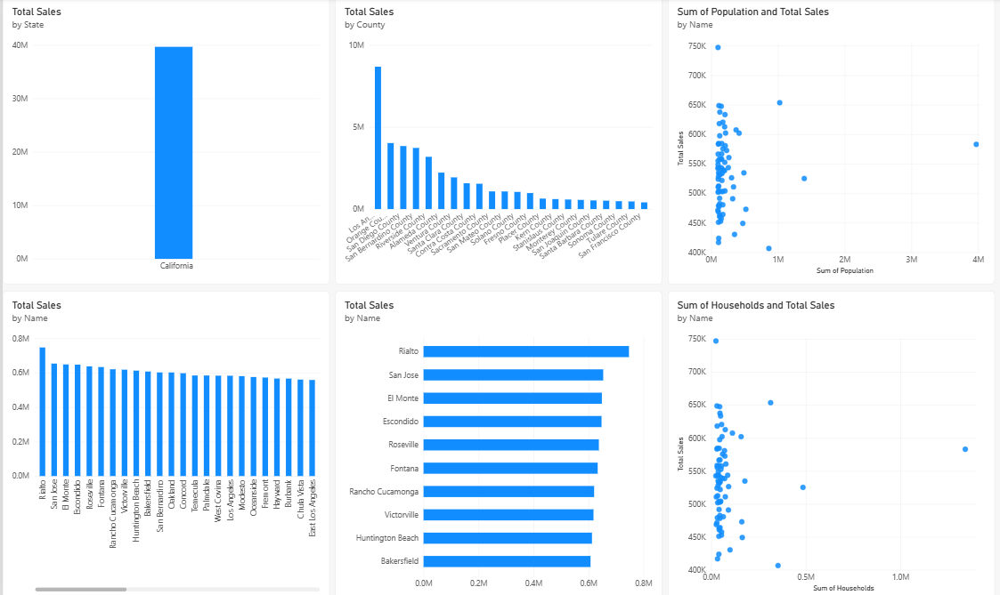 Total Sales
by State
40M
30M
20M
10M
0M
California
Total Sales
by County
10M
5M
0M
Los An...
Orange Cou...
San Diego County
San Bernardino County
Riverside County
Alameda County
Ventura County
Santa Clara County
Contra Costa County
Sacramento County
San Mateo County
Solano County
Fresno County
Placer County
Kern County
Stanislaus County
Monterey County
San Joaquin County
Santa Barbara County
Sonoma County
Tulare County
San Francisco County
Sum of Population and Total Sales
by Name
Total Sales
750K
700K
650K
600K
550K
500K
450K
400K
0M 1M 2M 3M 4M
Sum of Population
Total Sales
by Name
0.8M
0.6M
0.4M
0.2M
0.0M
Rialto
San Jose
El Monte
Escondido
Roseville
Fontana
Rancho Cucamonga
Victorville
Huntington Beach
Bakersfield
San Bernardino
Oakland
Concord
Temecula
Palmdale
West Covina
Los Angeles
Modesto
Oceanside
Fremont
Hayward
Burbank
Chula Vista
East Los Angeles
Total Sales
by Name
Rialto
San Jose
El Monte
Escondido
Roseville
Fontana
Rancho Cucamonga
Victorville
Huntington Beach
Bakersfield
0.0M 0.2M 0.4M 0.6M 0.8M
Sum of Households and Total Sales
by Name
Total Sales
750K
700K
650K
600K
550K
500K
450K
400K
0.0M 0.5M 1.0M
Sum of Households